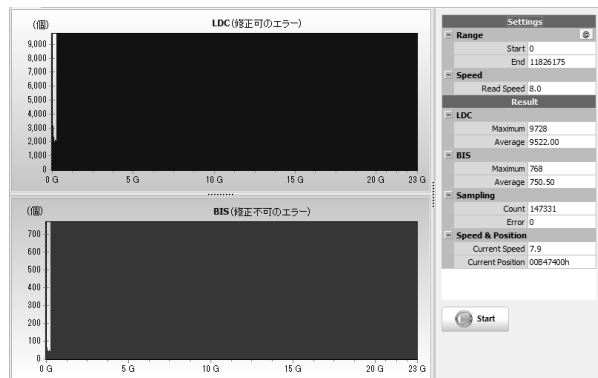 (個)
LDC(修正可のエラー)
9,000
8,000
7,000
6,000
5,000
4,000
3,000
2,000
1,000
0
0 G 5 G 10 G 15 G 20 G 23 G
(個)
BIS(修正不可のエラー)
700
600
500
400
300
200
100
0
0 G 5 G 10 G 15 G 20 G 23 G
Settings
Range
Start 0
End 11826175
Speed
Read Speed 8.0
Result
LDC
Maximum 9728
Average 9522.00
BIS
Maximum 768
Average 750.50
Sampling
Count 147331
Error 0
Speed & Position
Current Speed 7.9
Current Position 00B47400h
Start